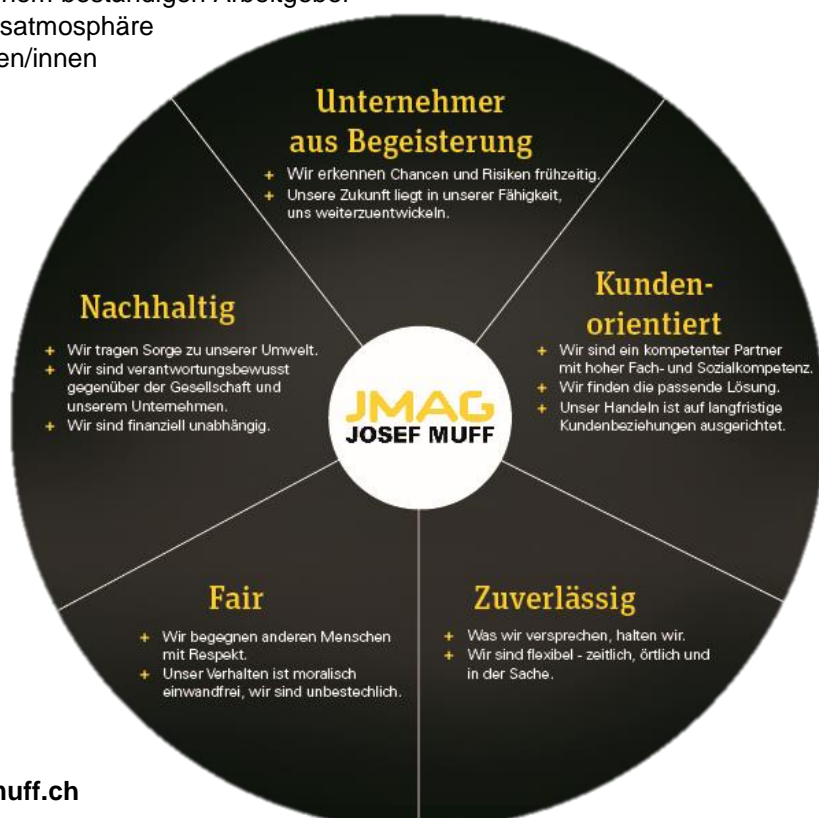 beständigen Arbeitgeber
Unternehmer
aus Begeisterung
+ Wir erkennen Chancen und Risiken frühzeitig.
+ Unsere Zukunft liegt in unserer Fähigkeit,
uns weiterzuentwickeln.
Nachhaltig
+ Wir tragen Sorge zu unserer Umwelt.
+ Wir sind verantwortungsbewusst
gegenüber der Gesellschaft und
unserem Unternehmen.
+ Wir sind finanziell unabhängig.
Kunden-
orientiert
+ Wir sind ein kompetenter Partner
mit hoher Fach- und Sozialkompetenz.
+ Wir finden die passende Lösung.
+ Unser Handeln ist auf langfristige
Kundenbeziehungen ausgerichtet.
JMAG
JOSEF MUFF
Fair
+ Wir begegnen anderen Menschen
mit Respekt.
+ Unser Verhalten ist moralisch
einwandfrei, wir sind unbestechlich.
Zuverlässig
+ Was wir versprechen, halten wir.
+ Wir sind flexibel - zeitlich, örtlich und
in der Sache.
muff.ch